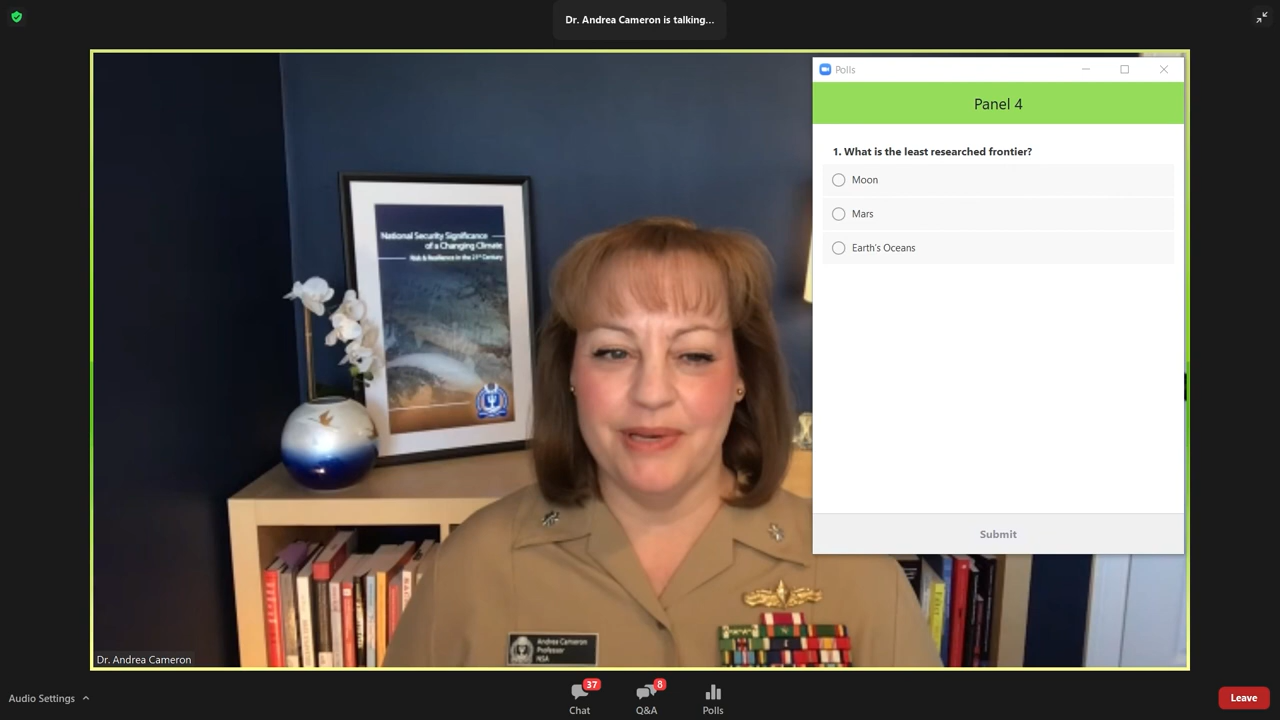 Dr. Andrea Cameron is talking...
Polls
Panel 4
1. What is the least researched frontier?
Moon
Mars
Earth's Oceans
Submit
National Security Significance
of a Changing Climate
Risk & Resilience in the 21st Century
Andrea Cameron
Professor
NSA
Dr. Andrea Cameron
Audio Settings
37
Chat
8
Q&A
Polls
Leave